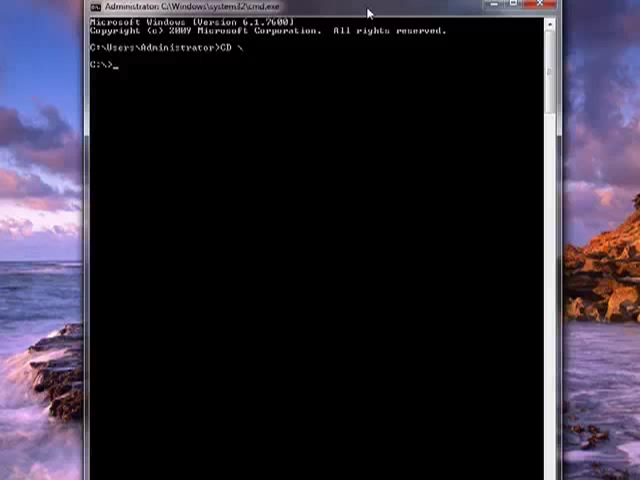 Administrator: C:\Windows\system32\cmd.exe
Microsoft Windows [Version 6.1.7600]
Copyright (c) 2009 Microsoft Corporation.  All rights reserved.
C:\Users\Administrator>CD \
C:\>_